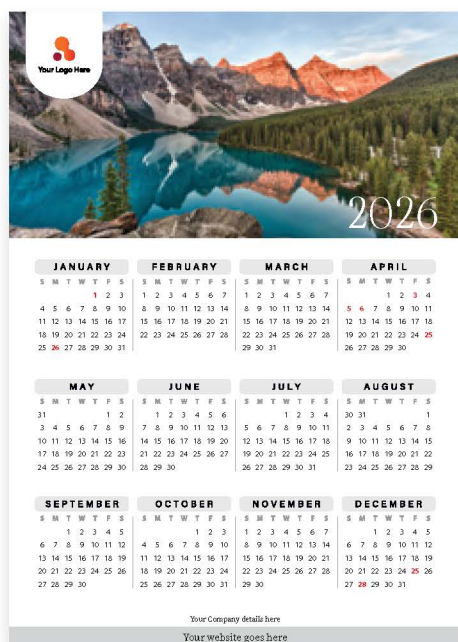 Your Logo Here
2026
JANUARY FEBRUARY MARCH APRIL
S M T W T F S S M T W T F S S M T W T F S S M T W T F S
1 2 3 1 2 3 4 5 6 7 1 2 3 4 5 6 7 1 2 3 4
4 5 6 7 8 9 10 8 9 10 11 12 13 14 8 9 10 11 12 13 14 5 6 7 8 9 10 11
11 12 13 14 15 16 17 15 16 17 18 19 20 21 15 16 17 18 19 20 21 12 13 14 15 16 17 18
18 19 20 21 22 23 24 22 23 24 25 26 27 28 22 23 24 25 26 27 28 19 20 21 22 23 24 25
25 26 27 28 29 30 31 29 30 31 26 27 28 29 30
MAY JUNE JULY AUGUST
S M T W T F S S M T W T F S S M T W T F S S M T W T F S
31 1 2 1 2 3 4 5 6 1 2 3 4 30 31 1
3 4 5 6 7 8 9 7 8 9 10 11 12 13 5 6 7 8 9 10 11 2 3 4 5 6 7 8
10 11 12 13 14 15 16 14 15 16 17 18 19 20 12 13 14 15 16 17 18 9 10 11 12 13 14 15
17 18 19 20 21 22 23 21 22 23 24 25 26 27 19 20 21 22 23 24 25 16 17 18 19 20 21 22
24 25 26 27 28 29 30 28 29 30 26 27 28 29 30 31 23 24 25 26 27 28 29
SEPTEMBER OCTOBER NOVEMBER DECEMBER
S M T W T F S S M T W T F S S M T W T F S S M T W T F S
1 2 3 4 5 1 2 3 1 2 3 4 5 6 7 1 2 3 4 5
6 7 8 9 10 11 12 4 5 6 7 8 9 10 8 9 10 11 12 13 14 6 7 8 9 10 11 12
13 14 15 16 17 18 19 11 12 13 14 15 16 17 15 16 17 18 19 20 21 13 14 15 16 17 18 19
20 21 22 23 24 25 26 18 19 20 21 22 23 24 22 23 24 25 26 27 28 20 21 22 23 24 25 26
27 28 29 30 25 26 27 28 29 30 31 29 30 27 28 29 30 31
Your Company details here
Your website goes here